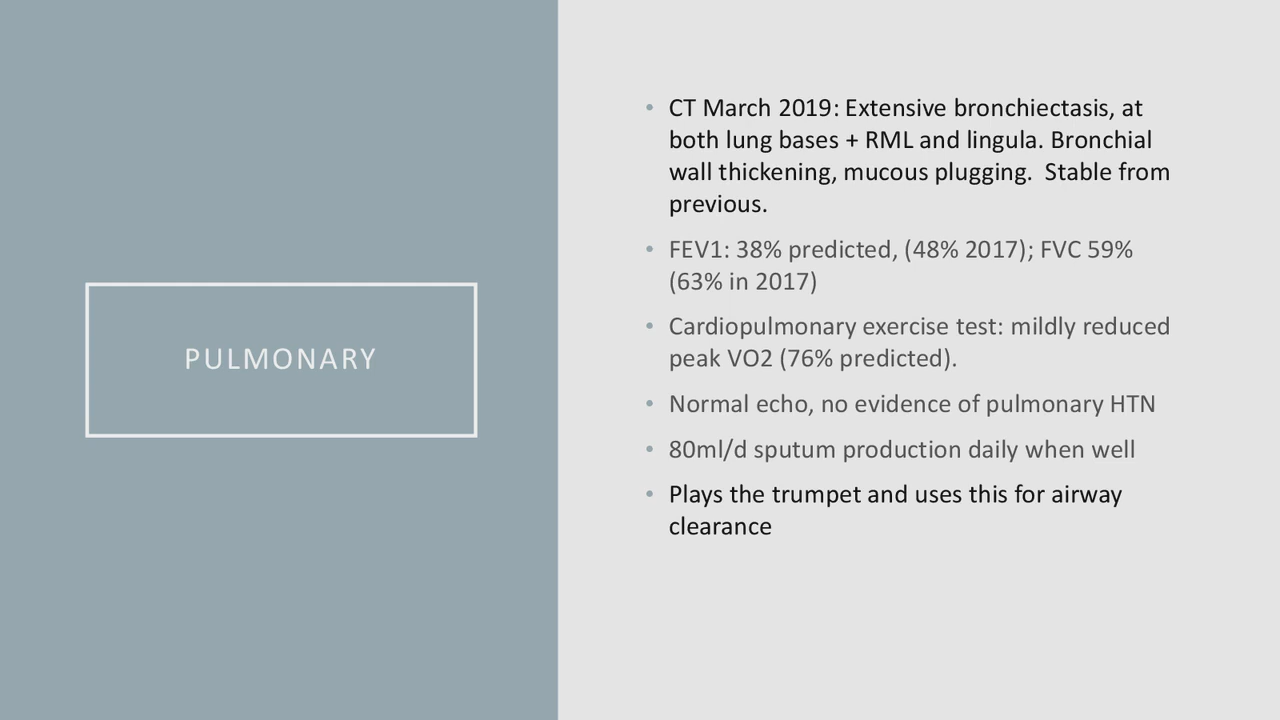 PULMONARY
• CT March 2019: Extensive bronchiectasis, at
both lung bases + RML and lingula. Bronchial
wall thickening, mucous plugging.  Stable from
previous.
• FEV1: 38% predicted, (48% 2017); FVC 59%
(63% in 2017)
• Cardiopulmonary exercise test: mildly reduced
peak VO2 (76% predicted).
• Normal echo, no evidence of pulmonary HTN
• 80ml/d sputum production daily when well
• Plays the trumpet and uses this for airway
clearance